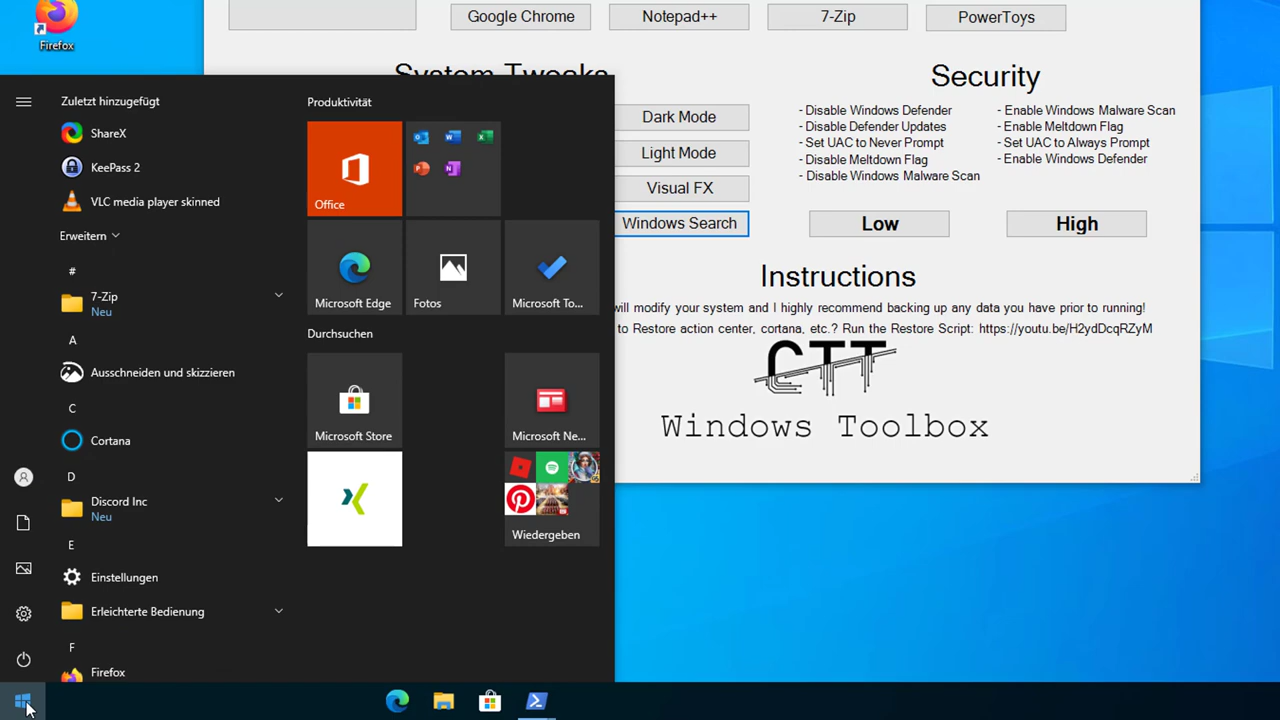 Firefox
Google Chrome
Notepad++
7-Zip
PowerToys
System Tweaks
Security
Dark Mode
Light Mode
Visual FX
Windows Search
- Disable Windows Defender
- Disable Defender Updates
- Set UAC to Never Prompt
- Disable Meltdown Flag
- Disable Windows Malware Scan
- Enable Windows Malware Scan
- Enable Meltdown Flag
- Set UAC to Always Prompt
- Enable Windows Defender
Low
High
Instructions
will modify your system and I highly recommend backing up any data you have prior to running!
to Restore action center, cortana, etc.? Run the Restore Script: https://youtu.be/H2ydDcqRZyM
CTT
Windows Toolbox
Zuletzt hinzugefügt
ShareX
KeePass 2
VLC media player skinned
Erweitern
#
7-Zip
Neu
A
Ausschneiden und skizzieren
C
Cortana
D
Discord Inc
Neu
E
Einstellungen
Erleichterte Bedienung
F
Firefox
Produktivität
Office
Microsoft Edge
Fotos
Microsoft To...
Durchsuchen
Microsoft Store
Microsoft Ne...
Wiedergeben